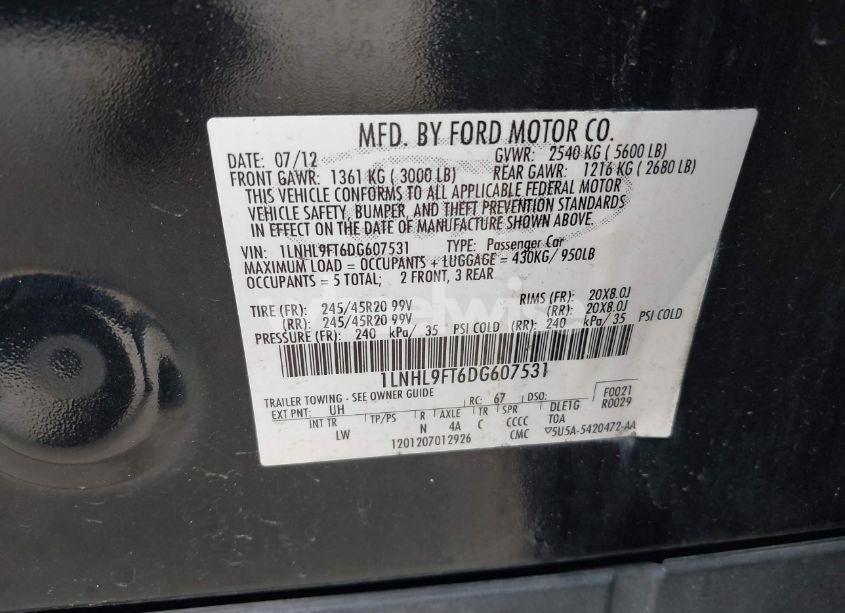 MFD. BY FORD MOTOR CO.
DATE: 07/12 GVWR: 2540 KG ( 5600 LB)
FRONT GAWR: 1361 KG ( 3000 LB) REAR GAWR: 1216 KG ( 2680 LB)
THIS VEHICLE CONFORMS TO ALL APPLICABLE FEDERAL MOTOR
VEHICLE SAFETY, BUMPER, AND THEFT PREVENTION STANDARDS
IN EFFECT ON THE DATE OF MANUFACTURE SHOWN ABOVE.
VIN: 1LNHL9FT6DG607531 TYPE: Passenger Car
MAXIMUM LOAD = OCCUPANTS + LUGGAGE = 430KG/ 950LB
OCCUPANTS = 5 TOTAL; 2 FRONT, 3 REAR
TIRE (FR): 245/45R20 99V RIMS (FR): 20X8.0J
(RR): 245/45R20 99V (RR): 20X8.0J
PRESSURE (FR): 240 kPa/ 35 PSI COLD (RR): 240 kPa/ 35 PSI COLD
1LNHL9FT6DG607531
TRAILER TOWING - SEE OWNER GUIDE
EXT PNT: UH RC: 67 DSO: F0021
R0029
INT TR TP/PS R AXLE TR SPR DLETG
LW N 4A C CCCC TOA
1201207012926 CMC 5U5A-5420472-AA